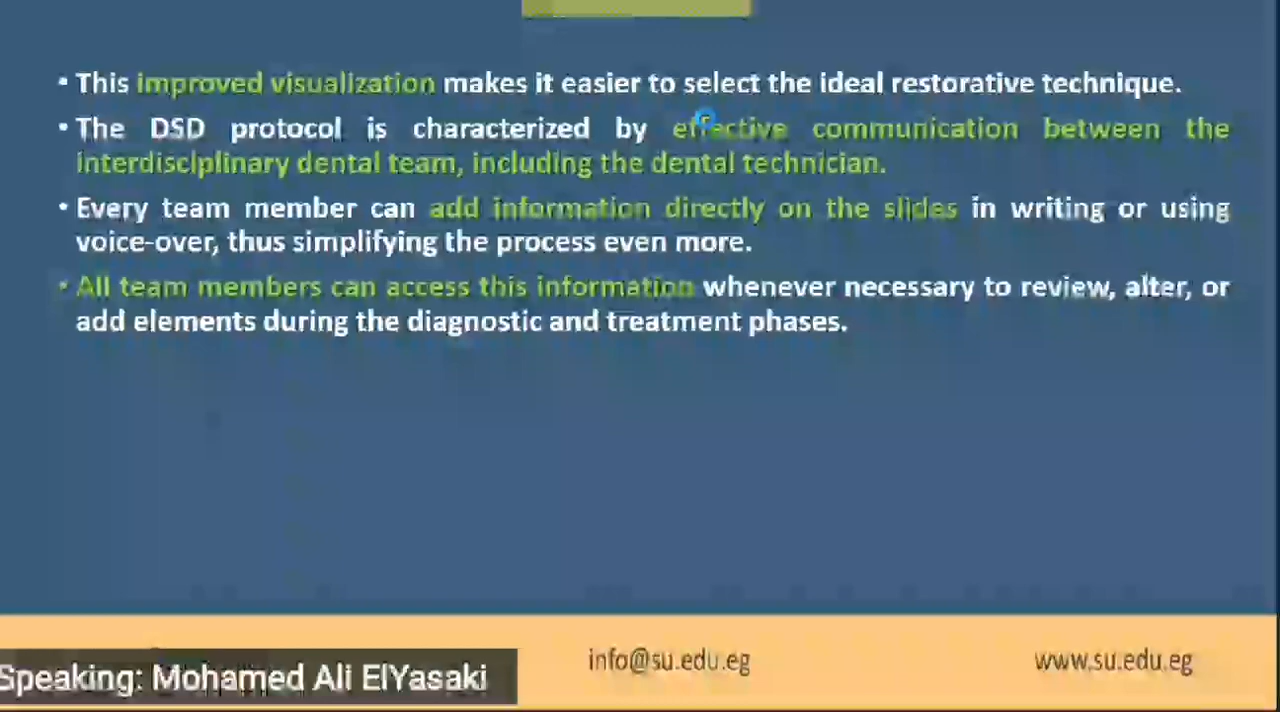 • This improved visualization makes it easier to select the ideal restorative technique.
• The DSD protocol is characterized by effective communication between the
interdisciplinary dental team, including the dental technician.
• Every team member can add information directly on the slides in writing or using
voice-over, thus simplifying the process even more.
• All team members can access this information whenever necessary to review, alter, or
add elements during the diagnostic and treatment phases.
info@su.edu.eg
www.su.edu.eg
Speaking: Mohamed Ali ElYasaki